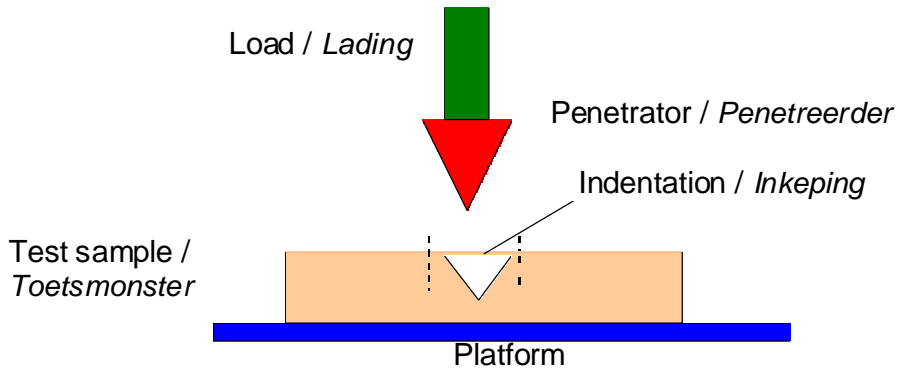 Load / Lading
Penetrator / Penetreerder
Indentation / Inkeping
Test sample /
Toetsmonster
Platform